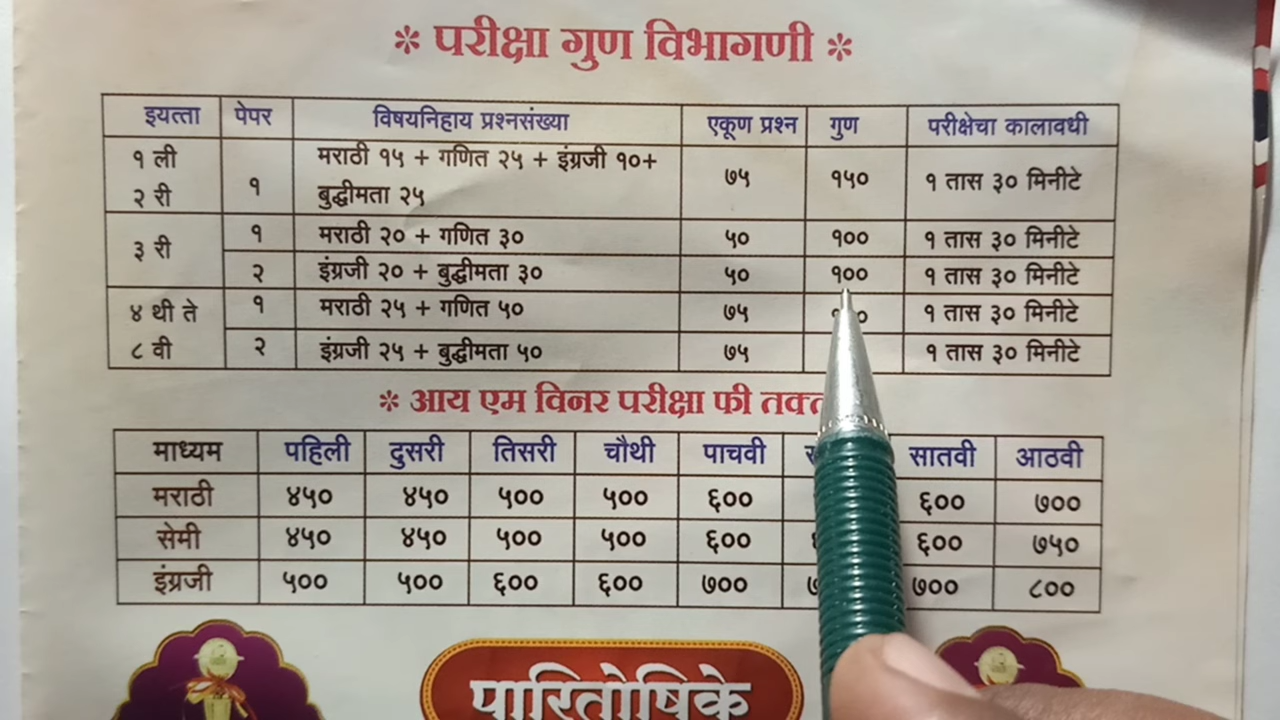 * परीक्षा गुण विभागणी *
इयत्ता पेपर विषयनिहाय प्रश्नसंख्या एकूण प्रश्न गुण परीक्षेचा कालावधी
१ ली मराठी १५ + गणित २५ + इंग्रजी १०+
२ री १ बुद्धीमता २५ ७५ १५० १ तास ३० मिनीटे
३ री १ मराठी २० + गणित ३० ५० १०० १ तास ३० मिनीटे
२ इंग्रजी २० + बुद्धीमता ३० ५० १०० १ तास ३० मिनीटे
४ थी ते १ मराठी २५ + गणित ५० ७५ १ तास ३० मिनीटे
८ वी २ इंग्रजी २५ + बुद्धीमता ५० ७५ १ तास ३० मिनीटे
* आय एम विनर परीक्षा फी
माध्यम पहिली दुसरी तिसरी चौथी पाचवी सातवी आठवी
मराठी ४५० ४५० ५०० ५०० ६०० ६०० ७००
सेमी ४५० ४५० ५०० ५०० ६०० ६०० ७५०
इंग्रजी ५०० ५०० ६०० ६०० ७०० ७०० ८००
पारितोषिके